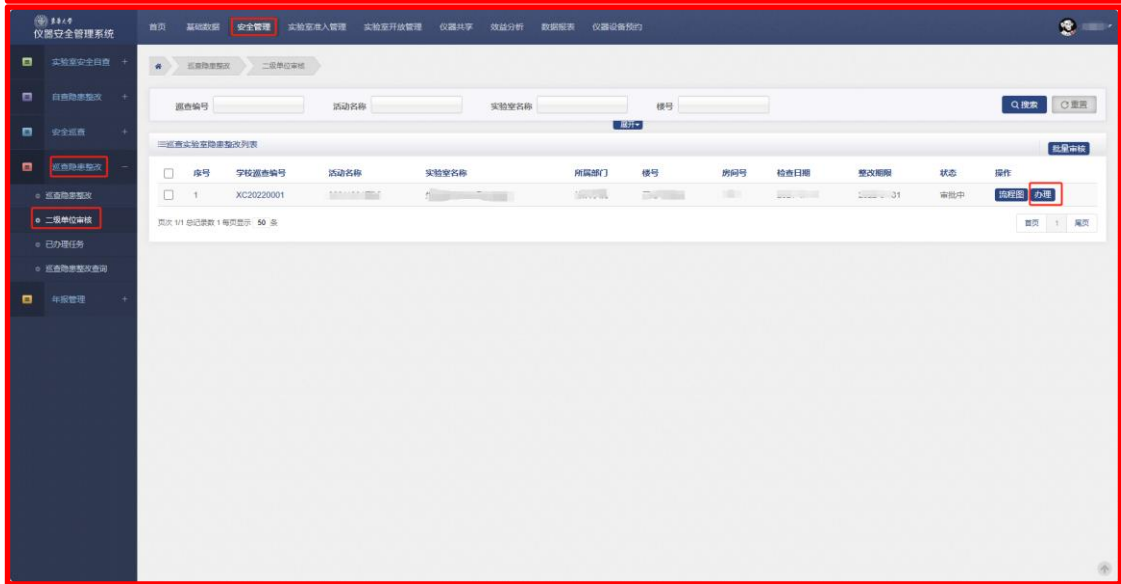 仪器安全管理系统
首页 基础数据 安全管理 实验室准入管理 实验室开放管理 仪器共享 效益分析 数据报表 仪器设备预约
实验室安全自查 +
自查隐患整改 +
安全巡查 +
巡查隐患整改 -
巡查隐患整改
二级单位审核
已办理任务
巡查隐患整改查询
年报管理 +
巡查隐患整改 二级单位审核
巡查编号 活动名称 实验室名称 楼号 搜索 重置
展开
巡查实验室隐患整改列表 批量审核
序号 学校巡查编号 活动名称 实验室名称 所属部门 楼号 房间号 检查日期 整改期限 状态 操作
1 XC20220001 31 审批中 流程图 办理
页次 1/1 总记录数 1 每页显示 50 条 首页 1 尾页